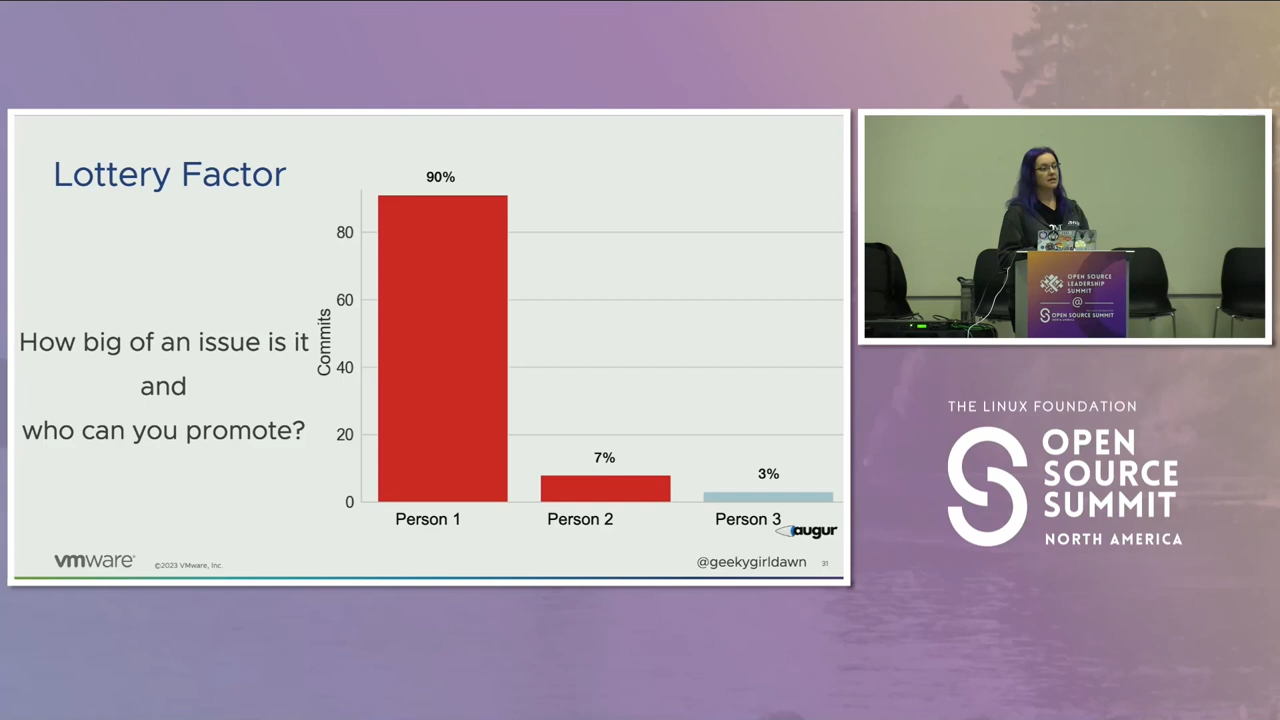 Lottery Factor
How big of an issue is it
and
who can you promote?
Commits
80
60
40
20
0
90%
7%
3%
Person 1
Person 2
Person 3
augur
vmware®
©2023 VMware, Inc.
@geekygirldawn
31
OPEN SOURCE
LEADERSHIP
SUMMIT
@
OPEN SOURCE SUMMIT
THE LINUX FOUNDATION
OPEN
SOURCE
SUMMIT
NORTH AMERICA